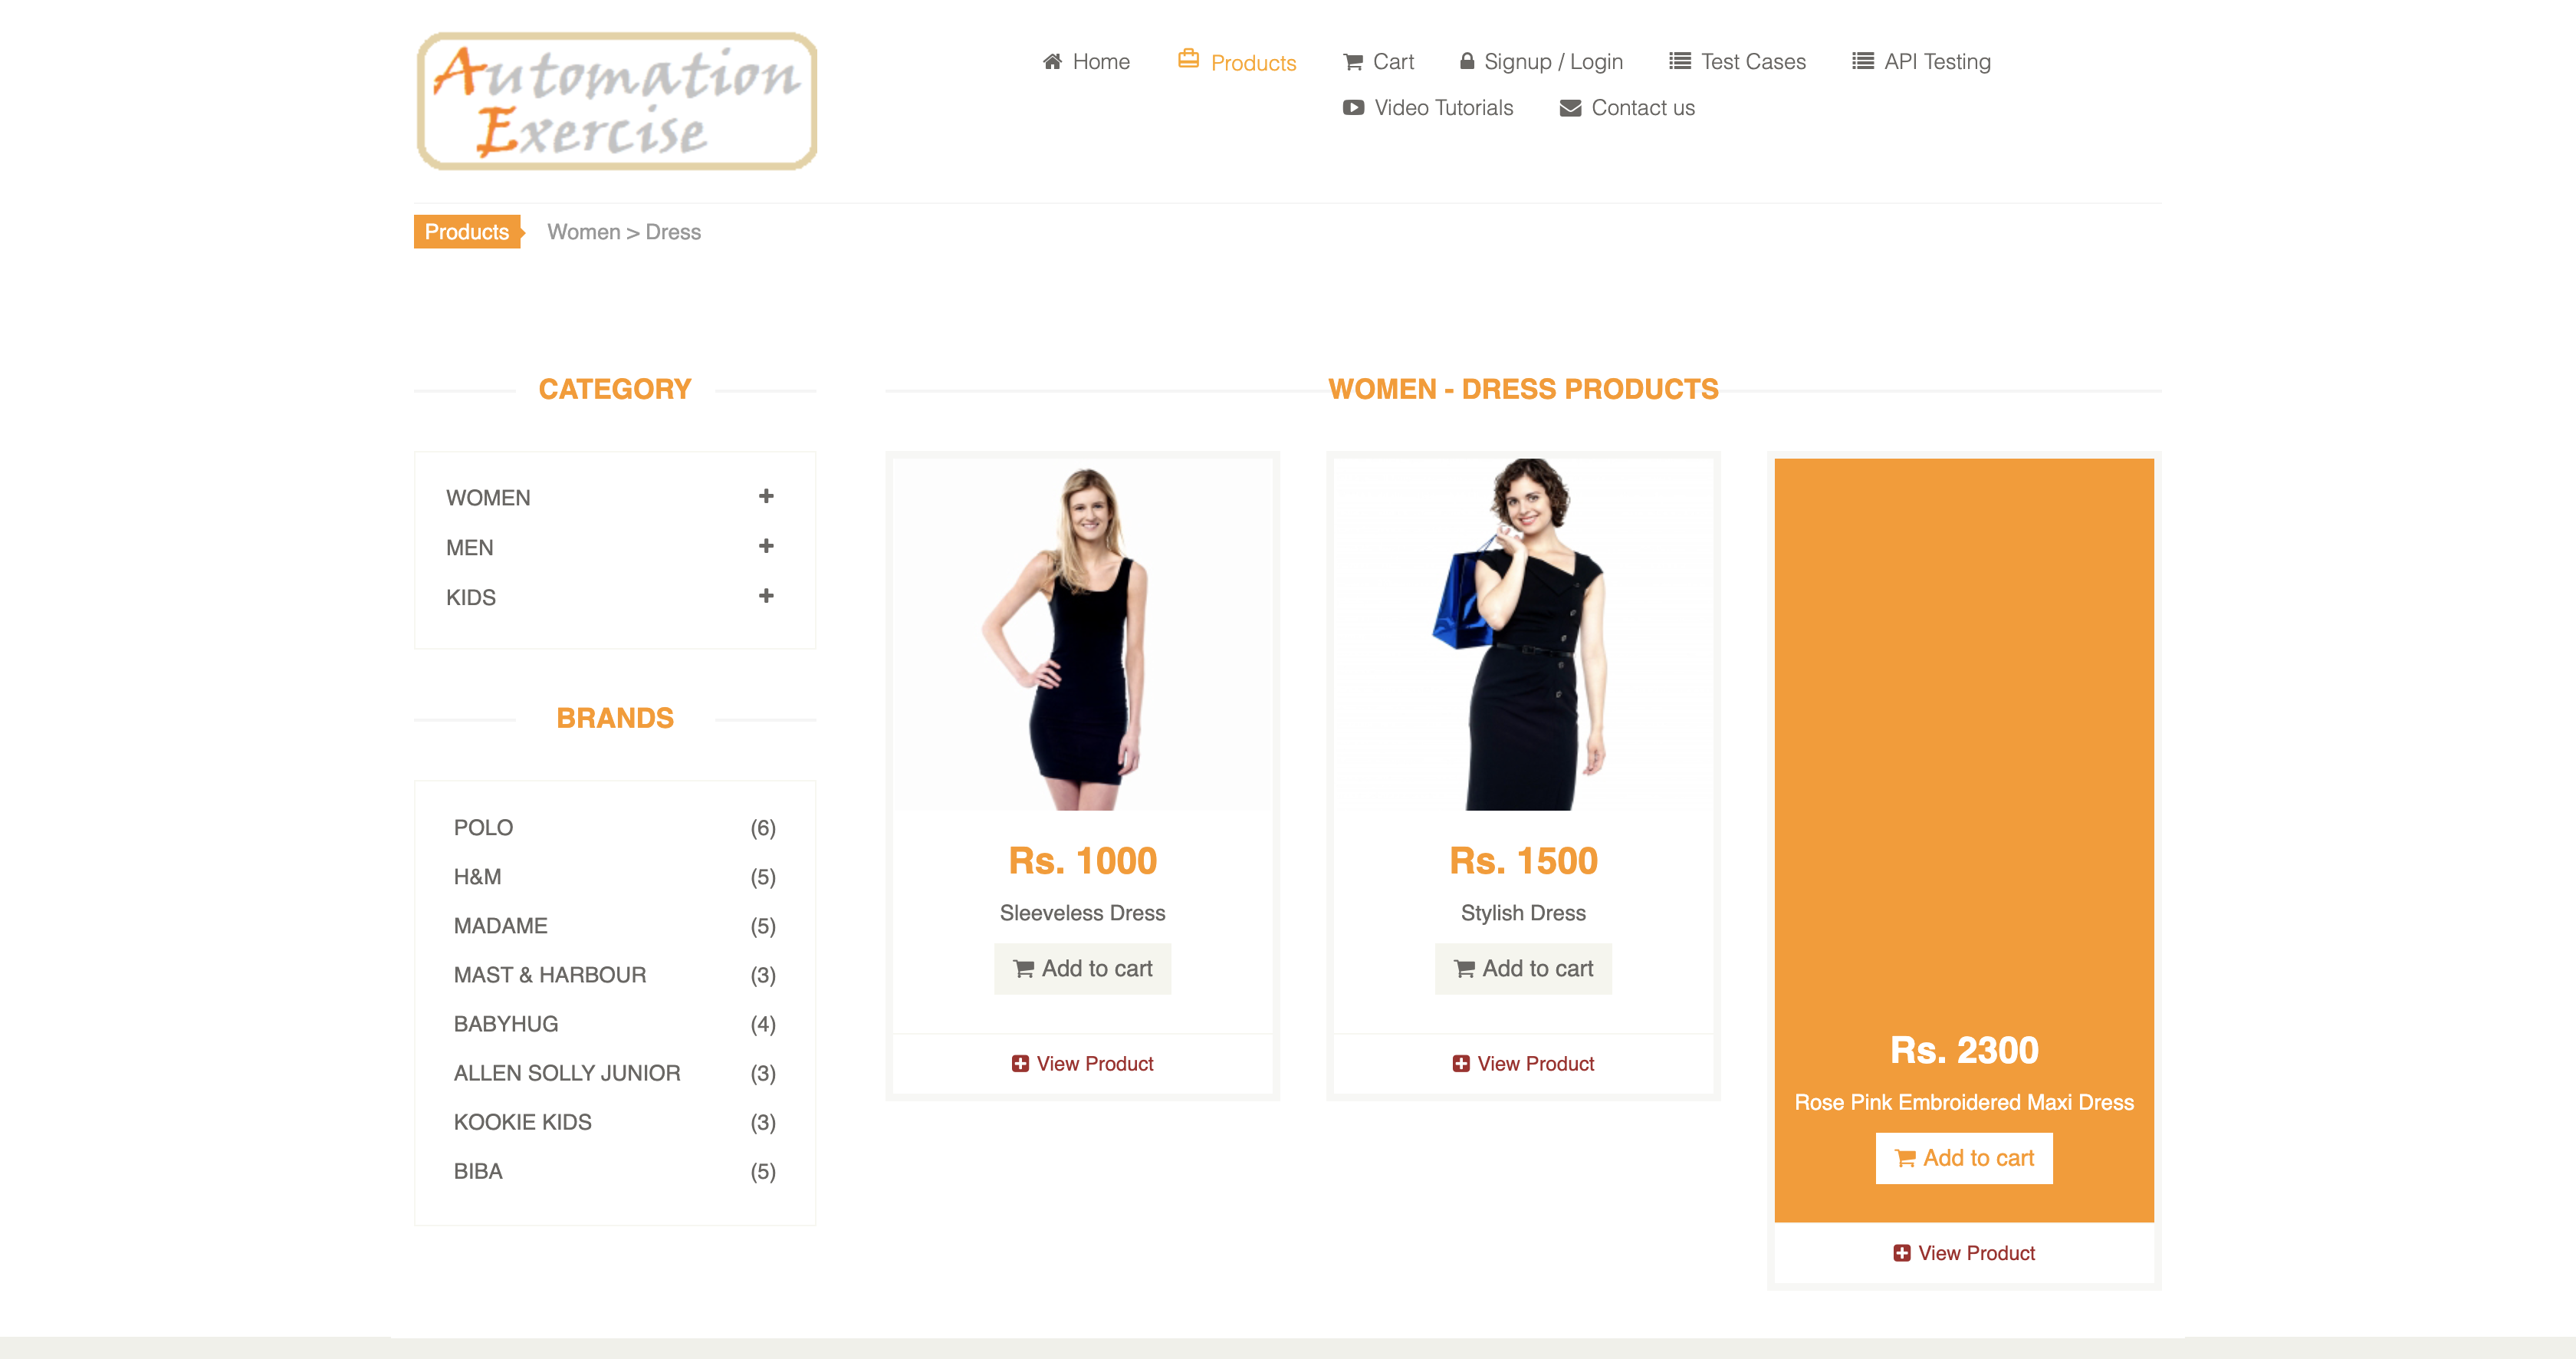 Automation
Exercise
Home
Products
Cart
Signup / Login
Test Cases
API Testing
Video Tutorials
Contact us
Products
Women > Dress
CATEGORY
WOMEN
MEN
KIDS
BRANDS
POLO (6)
H&M (5)
MADAME (5)
MAST & HARBOUR (3)
BABYHUG (4)
ALLEN SOLLY JUNIOR (3)
KOOKIE KIDS (3)
BIBA (5)
WOMEN - DRESS PRODUCTS
Rs. 1000
Sleeveless Dress
Add to cart
View Product
Rs. 1500
Stylish Dress
Add to cart
View Product
Rs. 2300
Rose Pink Embroidered Maxi Dress
Add to cart
View Product